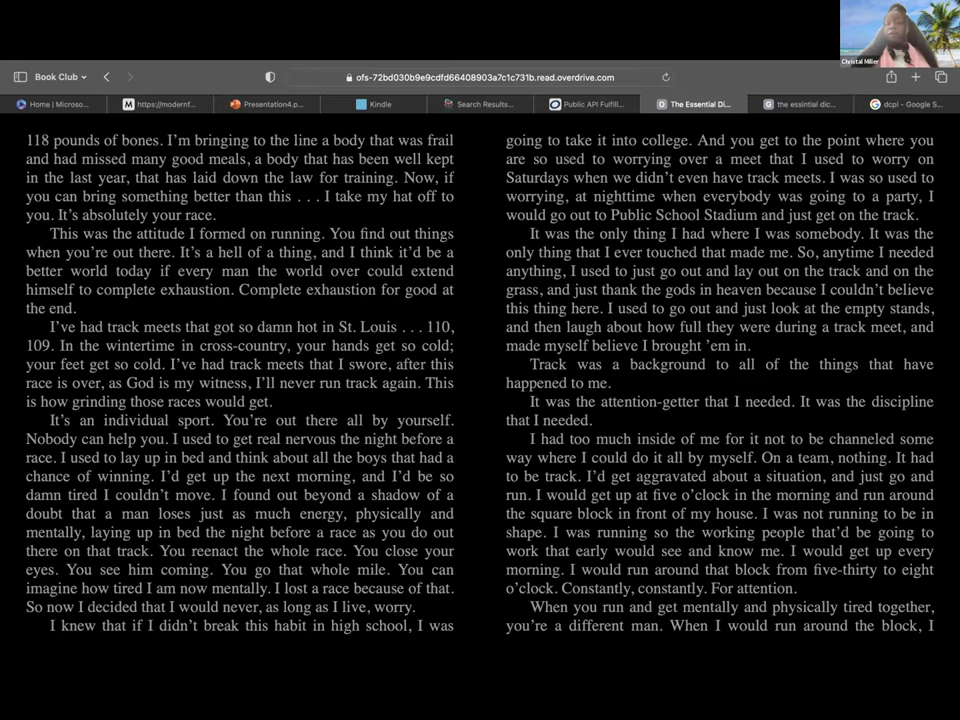 Christal Miller
Book Club
ofs-72bd030b9e9cdfd66408903a7c1c731b.read.overdrive.com
Home | Microso...
M https://modernf...
Presentation4.p...
Kindle
Search Results...
Public API Fulfill...
The Essential Di...
G the essintial dic...
G dcpl - Google S...
118 pounds of bones. I’m bringing to the line a body that was frail
and had missed many good meals, a body that has been well kept
in the last year, that has laid down the law for training. Now, if
you can bring something better than this . . . I take my hat off to
you. It’s absolutely your race.
This was the attitude I formed on running. You find out things
when you’re out there. It’s a hell of a thing, and I think it’d be a
better world today if every man the world over could extend
himself to complete exhaustion. Complete exhaustion for good at
the end.
I’ve had track meets that got so damn hot in St. Louis . . . 110,
109. In the wintertime in cross-country, your hands get so cold;
your feet get so cold. I’ve had track meets that I swore, after this
race is over, as God is my witness, I’ll never run track again. This
is how grinding those races would get.
It’s an individual sport. You’re out there all by yourself.
Nobody can help you. I used to get real nervous the night before a
race. I used to lay up in bed and think about all the boys that had a
chance of winning. I’d get up the next morning, and I’d be so
damn tired I couldn’t move. I found out beyond a shadow of a
doubt that a man loses just as much energy, physically and
mentally, laying up in bed the night before a race as you do out
there on that track. You reenact the whole race. You close your
eyes. You see him coming. You go that whole mile. You can
imagine how tired I am now mentally. I lost a race because of that.
So now I decided that I would never, as long as I live, worry.
I knew that if I didn’t break this habit in high school, I was
going to take it into college. And you get to the point where you
are so used to worrying over a meet that I used to worry on
Saturdays when we didn’t even have track meets. I was so used to
worrying, at nighttime when everybody was going to a party, I
would go out to Public School Stadium and just get on the track.
It was the only thing I had where I was somebody. It was the
only thing that I ever touched that made me. So, anytime I needed
anything, I used to just go out and lay out on the track and on the
grass, and just thank the gods in heaven because I couldn’t believe
this thing here. I used to go out and just look at the empty stands,
and then laugh about how full they were during a track meet, and
made myself believe I brought ’em in.
Track was a background to all of the things that have
happened to me.
It was the attention-getter that I needed. It was the discipline
that I needed.
I had too much inside of me for it not to be channeled some
way where I could do it all by myself. On a team, nothing. It had
to be track. I’d get aggravated about a situation, and just go and
run. I would get up at five o’clock in the morning and run around
the square block in front of my house. I was not running to be in
shape. I was running so the working people that’d be going to
work that early would see and know me. I would get up every
morning. I would run around that block from five-thirty to eight
o’clock. Constantly, constantly. For attention.
When you run and get mentally and physically tired together,
you’re a different man. When I would run around the block, I